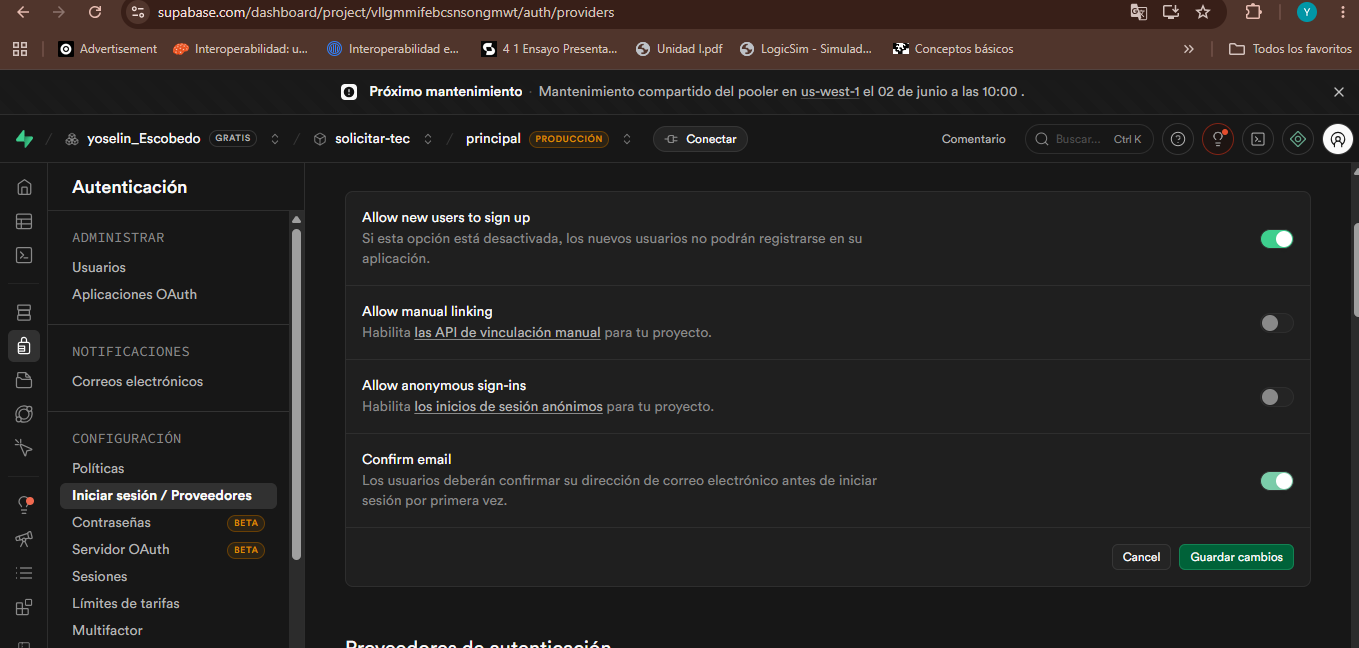 supabase.com/dashboard/project/vllgmmifebcsnsongmwt/auth/providers
Y
Advertisement
Interoperabilidad: u...
Interoperabilidad e...
4 1 Ensayo Presenta...
Unidad I.pdf
LogicSim - Simulad...
Conceptos básicos
»
Todos los favoritos
Próximo mantenimiento · Mantenimiento compartido del pooler en us-west-1 el 02 de junio a las 10:00 .
yoselin_Escobedo
GRATIS
solicitar-tec
principal
PRODUCCIÓN
Conectar
Comentario
Buscar...
Ctrl K
Autenticación
ADMINISTRAR
Usuarios
Aplicaciones OAuth
NOTIFICACIONES
Correos electrónicos
CONFIGURACIÓN
Políticas
Iniciar sesión / Proveedores
Contraseñas
BETA
Servidor OAuth
BETA
Sesiones
Límites de tarifas
Multifactor
Allow new users to sign up
Si esta opción está desactivada, los nuevos usuarios no podrán registrarse en su
aplicación.
Allow manual linking
Habilita las API de vinculación manual para tu proyecto.
Allow anonymous sign-ins
Habilita los inicios de sesión anónimos para tu proyecto.
Confirm email
Los usuarios deberán confirmar su dirección de correo electrónico antes de iniciar
sesión por primera vez.
Cancel
Guardar cambios
Proveedores de autenticación